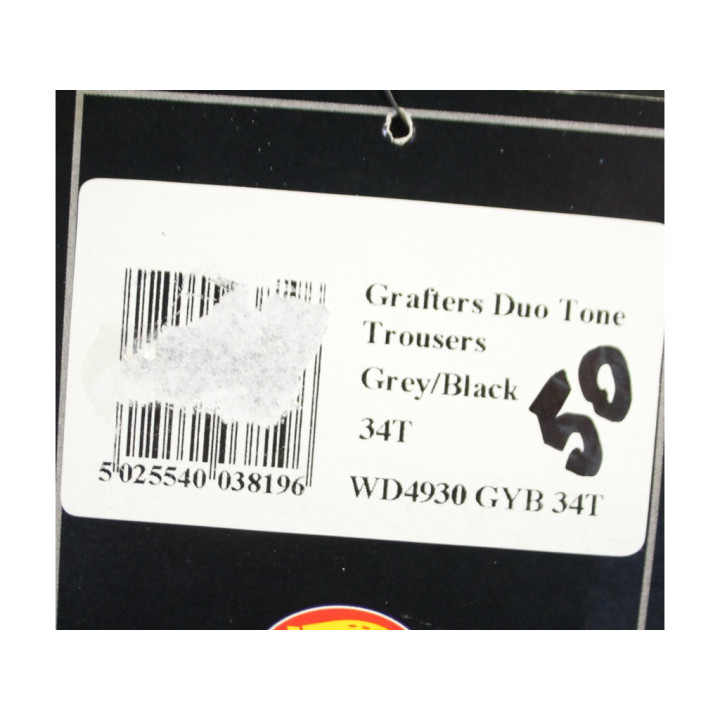 Grafters Duo Tone
Trousers
Grey/Black
34T
50
WD4930 GYB 34T
5 025540 038196